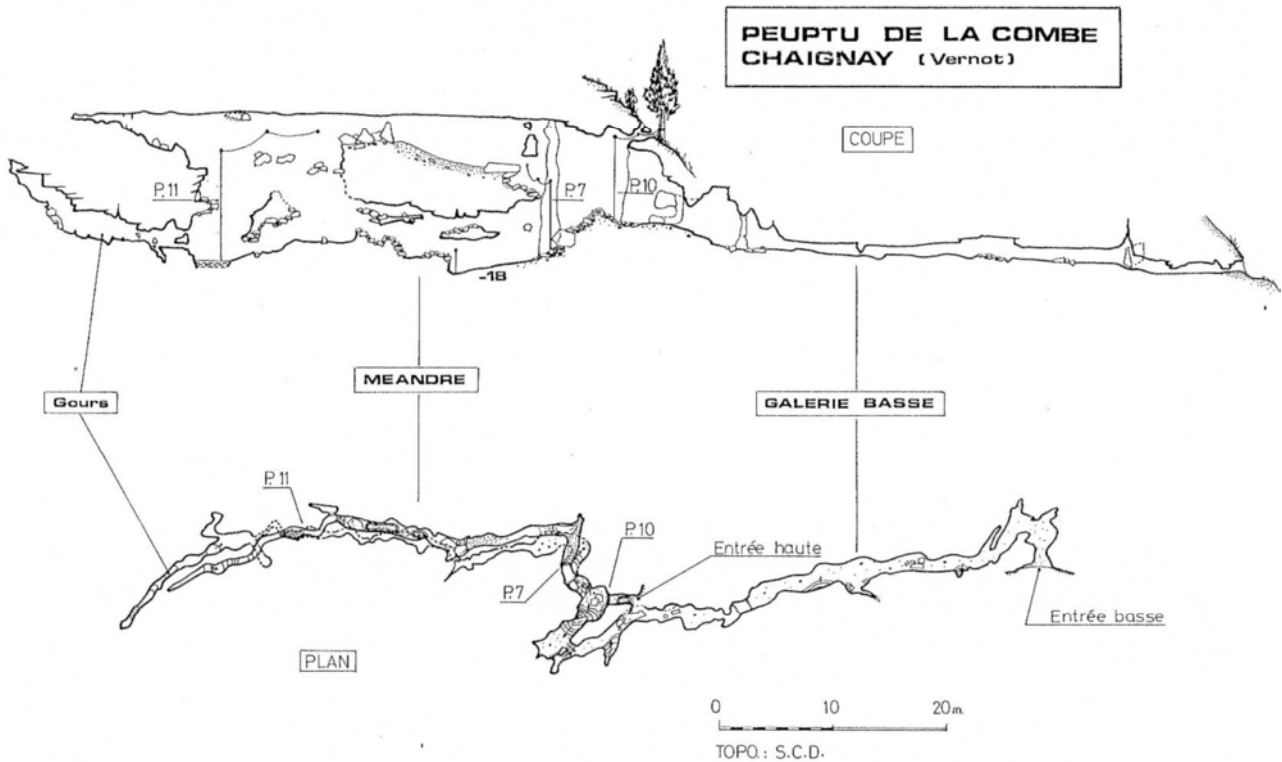 PEUPTU DE LA COMBE
CHAIGNAY (Vernot)
COUPE
P.11
P.7
P.10
-18
Gours
MEANDRE
GALERIE BASSE
P.11
P.10
Entrée haute
P.7
Entrée basse
PLAN
0 10 20m.
TOPO.: S.C.D.